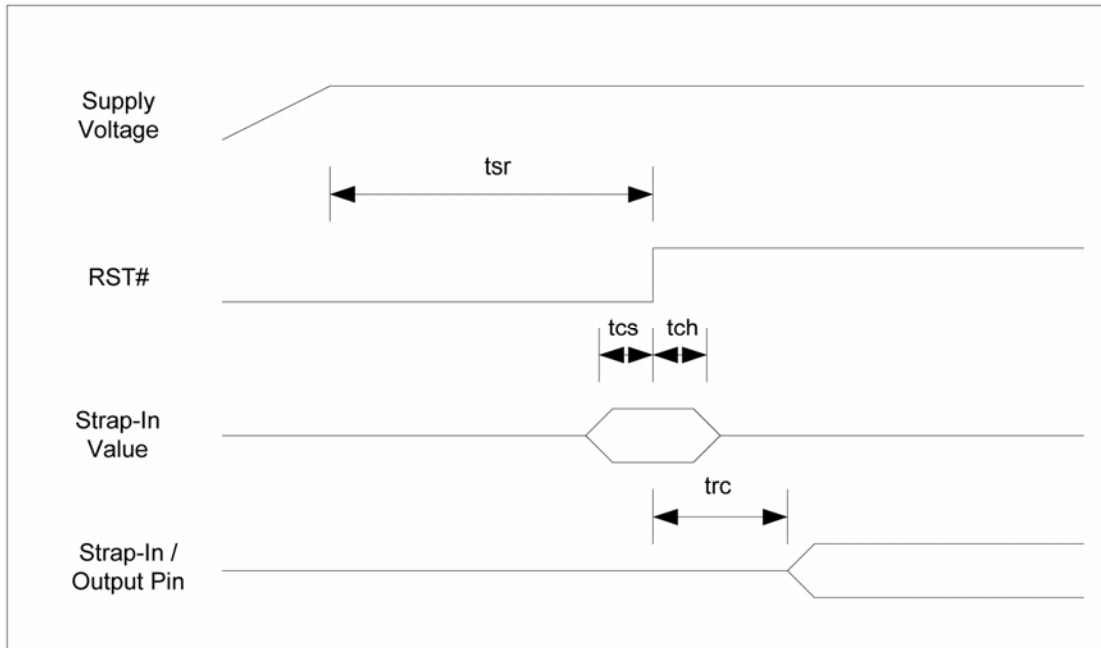 Supply
Voltage
tsr
RST#
tcs
tch
Strap-In
Value
trc
Strap-In /
Output Pin